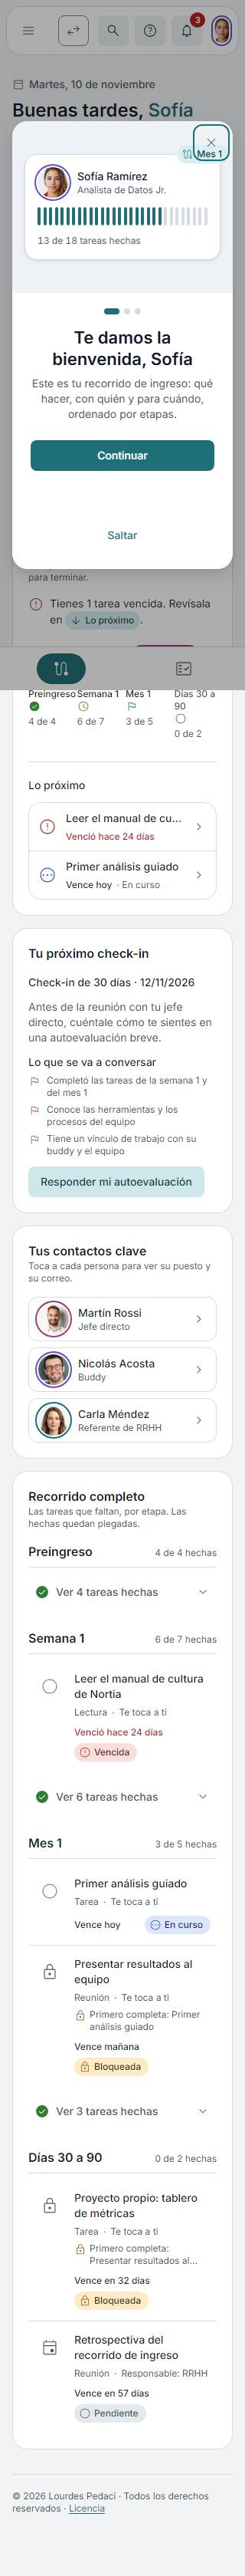 3
Martes, 10 de noviembre
Buenas tardes, Sofía
Mes 1
Sofía Ramírez
Analista de Datos Jr.
13 de 18 tareas hechas
Te damos la
bienvenida, Sofía
Este es tu recorrido de ingreso: qué
hacer, con quién y para cuándo,
ordenado por etapas.
Continuar
Saltar
para terminar.
Tienes 1 tarea vencida. Revísala
en Lo próximo.
Preingreso
4 de 4
Semana 1
6 de 7
Mes 1
3 de 5
Días 30 a
90
0 de 2
Lo próximo
Leer el manual de cu...
Venció hace 24 días
Primer análisis guiado
Vence hoy · En curso
Tu próximo check-in
Check-in de 30 días · 12/11/2026
Antes de la reunión con tu jefe
directo, cuéntale cómo te sientes en
una autoevaluación breve.
Lo que se va a conversar
Completó las tareas de la semana 1 y
del mes 1
Conoce las herramientas y los
procesos del equipo
Tiene un vínculo de trabajo con su
buddy y el equipo
Responder mi autoevaluación
Tus contactos clave
Toca a cada persona para ver su puesto y
su correo.
Martín Rossi
Jefe directo
Nicolás Acosta
Buddy
Carla Méndez
Referente de RRHH
Recorrido completo
Las tareas que faltan, por etapa. Las
hechas quedan plegadas.
Preingreso 4 de 4 hechas
Ver 4 tareas hechas
Semana 1 6 de 7 hechas
Leer el manual de cultura
de Nortia
Lectura · Te toca a ti
Venció hace 24 días
Vencida
Ver 6 tareas hechas
Mes 1 3 de 5 hechas
Primer análisis guiado
Tarea · Te toca a ti
Vence hoy En curso
Presentar resultados al
equipo
Reunión · Te toca a ti
Primero completa: Primer
análisis guiado
Vence mañana
Bloqueada
Ver 3 tareas hechas
Días 30 a 90 0 de 2 hechas
Proyecto propio: tablero
de métricas
Tarea · Te toca a ti
Primero completa:
Presentar resultados al...
Vence en 32 días
Bloqueada
Retrospectiva del
recorrido de ingreso
Reunión · Responsable: RRHH
Vence en 57 días
Pendiente
© 2026 Lourdes Pedaci · Todos los derechos
reservados · Licencia